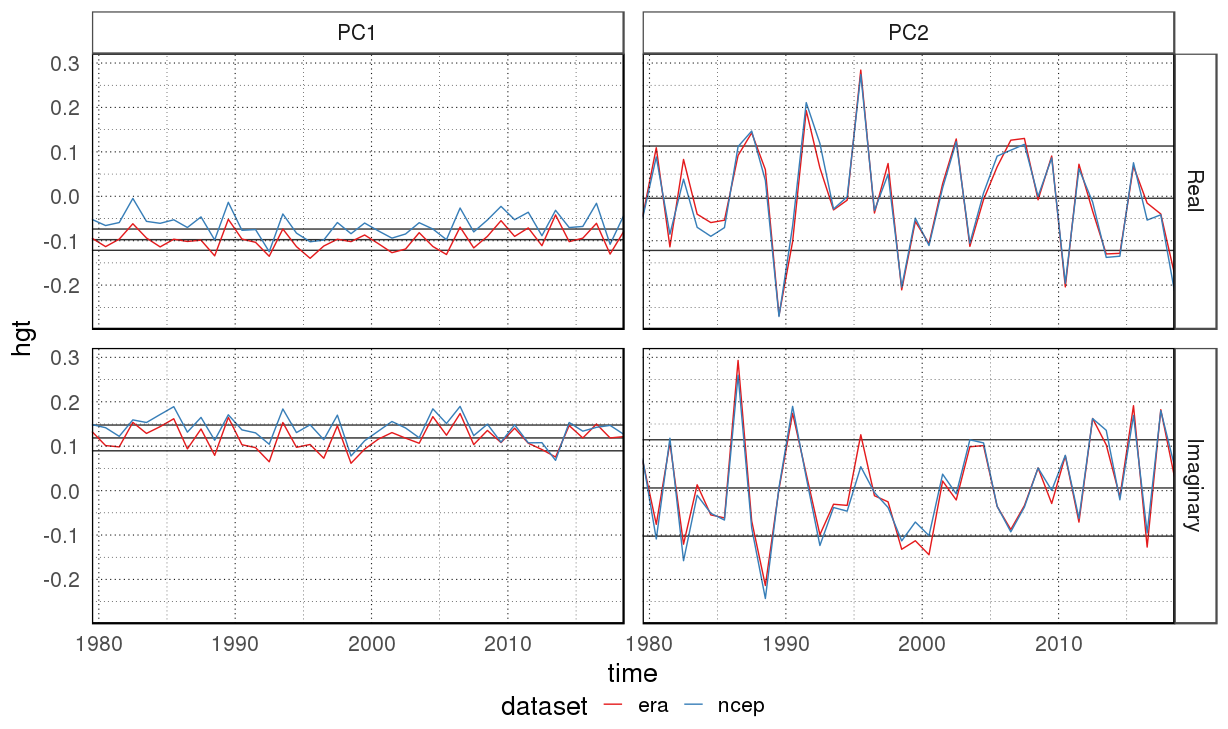 PC1 PC2
0.3
0.2
0.1
0.0
-0.1
-0.2
Real
hgt
0.3
0.2
0.1
0.0
-0.1
-0.2
Imaginary
1980 1990 2000 2010 1980 1990 2000 2010
time
dataset era ncep